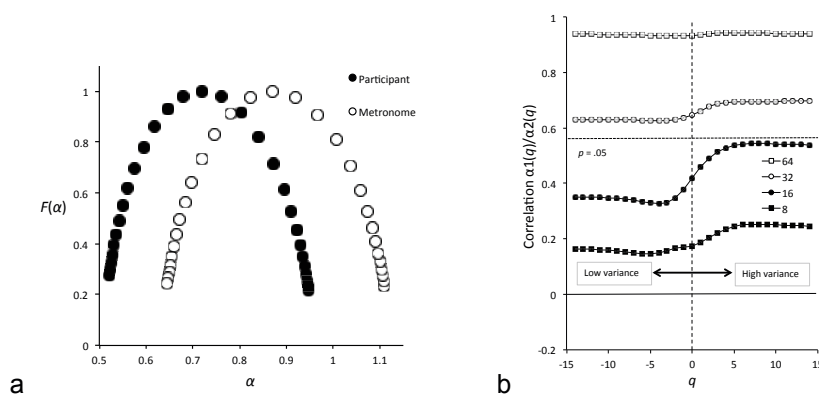 Participant
Metronome
F(α)
1
0.8
0.6
0.4
0.2
0
0.5 0.6 0.7 0.8 0.9 1 1.1
α
a
Correlation α1(q)/α2(q)
1
0.8
0.6
0.4
0.2
0
-0.2
p = .05
64
32
16
8
Low variance
High variance
-15 -10 -5 0 5 10 15
q
b